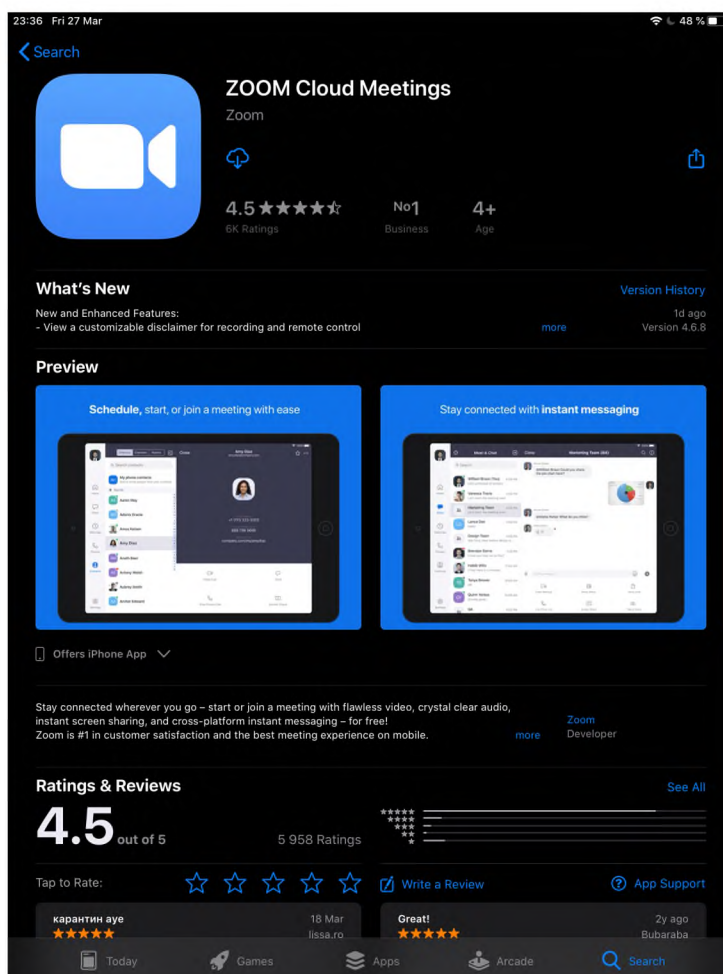 23:36 Fri 27 Mar
48 %
Search
ZOOM Cloud Meetings
Zoom
4.5
6K Ratings
No1
Business
4+
Age
What's New
Version History
New and Enhanced Features:
- View a customizable disclaimer for recording and remote control
more
1d ago
Version 4.6.8
Preview
Schedule, start, or join a meeting with ease
Stay connected with instant messaging
Offers iPhone App
Stay connected wherever you go – start or join a meeting with flawless video, crystal clear audio,
instant screen sharing, and cross-platform instant messaging – for free!
Zoom is #1 in customer satisfaction and the best meeting experience on mobile.
more
Zoom
Developer
Ratings & Reviews
See All
4.5 out of 5
5 958 Ratings
Tap to Rate:
Write a Review
App Support
карантин ауе
18 Mar
lissa.ro
Great!
2y ago
Bubaraba
Today
Games
Apps
Arcade
Search